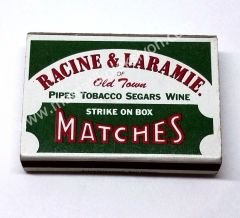 RACINE & LARAMIE.
OF
Old Town
PIPES TOBACCO SEGARS WINE
STRIKE ON BOX
MATCHES